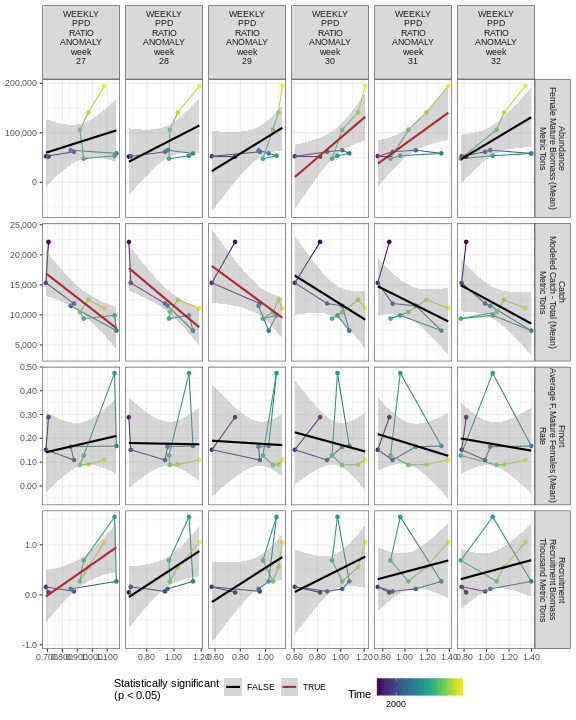 WEEKLY
PPD
RATIO
ANOMALY
week
27
WEEKLY
PPD
RATIO
ANOMALY
week
28
WEEKLY
PPD
RATIO
ANOMALY
week
29
WEEKLY
PPD
RATIO
ANOMALY
week
30
WEEKLY
PPD
RATIO
ANOMALY
week
31
WEEKLY
PPD
RATIO
ANOMALY
week
32
200,000
100,000
0
Abundance
Female Mature Biomass (Mean)
Metric Tons
25,000
20,000
15,000
10,000
5,000
Catch
Modelled Catch - Total (Mean)
Metric Tons
0.50
0.40
0.30
0.20
0.10
0.00
Fmort
Average F, Mature Females (Mean)
Rate
1.0
0.0
-1.0
Recruitment
Recruitment Biomass
Thousand Metric Tons
0.700.800.901.001.100
0.80 1.00 1.20
0.60 0.80 1.00
0.60 0.80 1.00 1.20
0.80 1.00 1.20 1.40
0.80 1.00 1.20 1.40
Statistically significant
(p < 0.05)
FALSE
TRUE
Time
2000